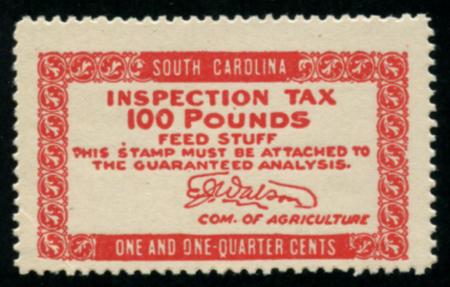 SOUTH CAROLINA
INSPECTION TAX
100 POUNDS
FEED STUFF
THIS STAMP MUST BE ATTACHED TO
THE GUARANTEED ANALYSIS.
E J Watson
COM. OF AGRICULTURE
ONE AND ONE-QUARTER CENTS